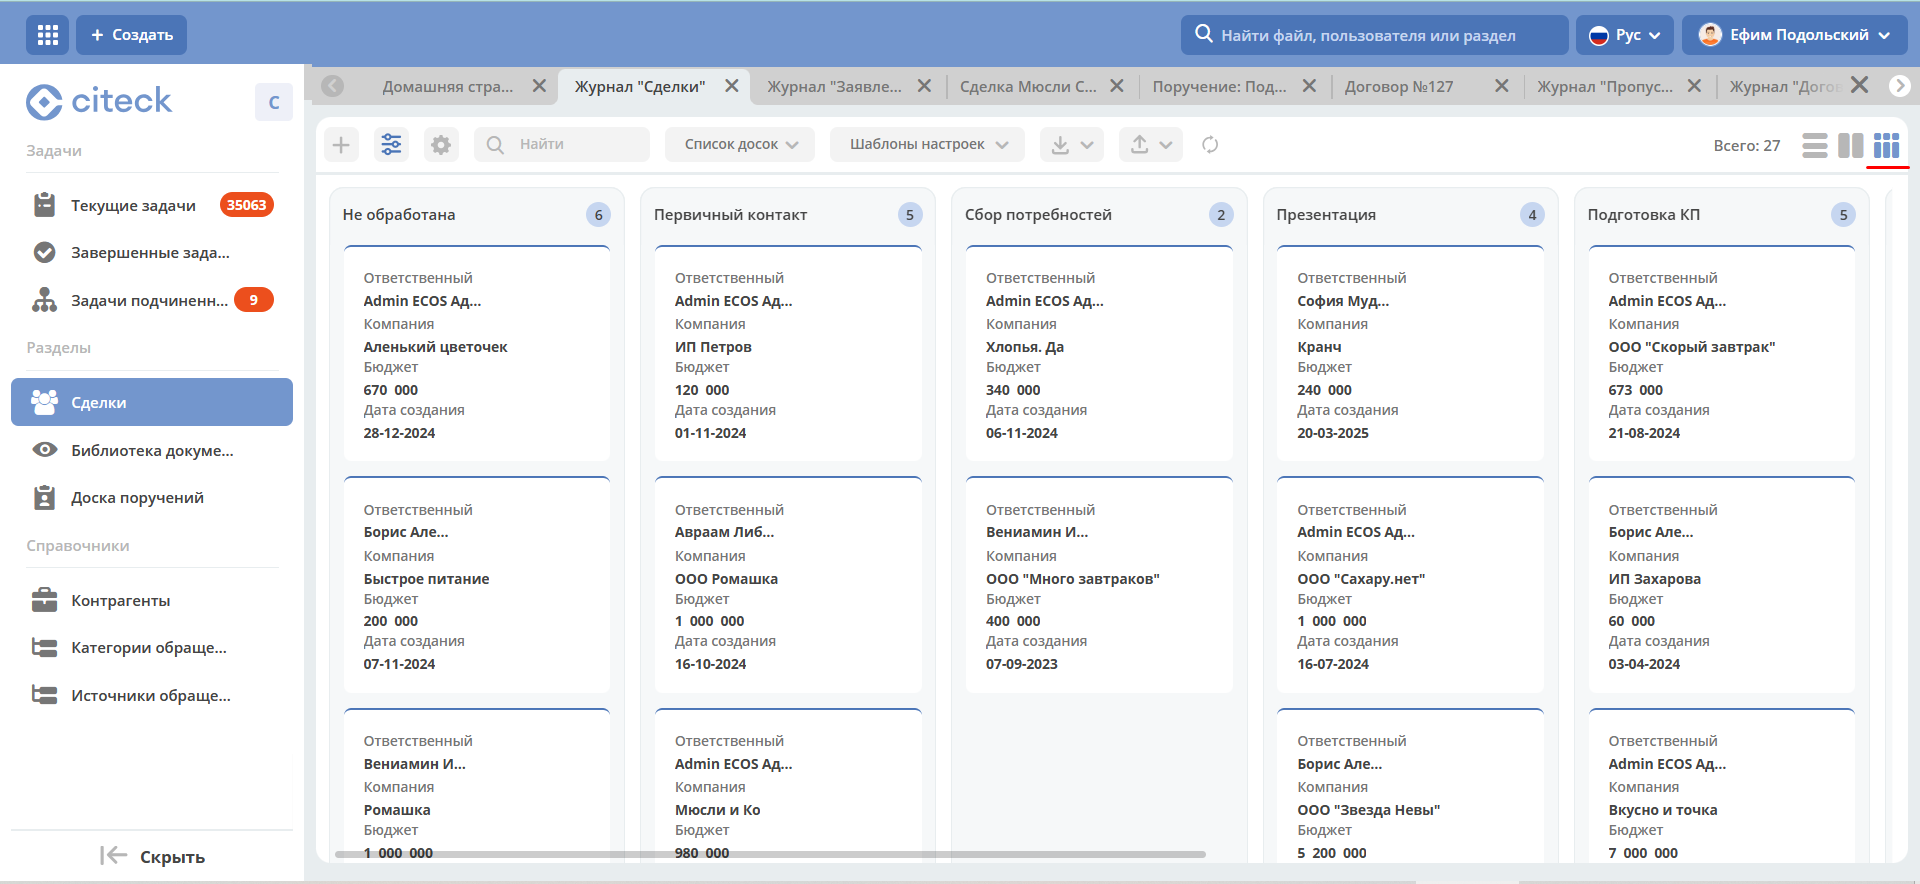 + Создать
Найти файл, пользователя или раздел
Рус
Ефим Подольский
citeck
C
Домашняя стра...
Журнал "Сделки"
Журнал "Заявле...
Сделка Мюсли С...
Поручение: Под...
Договор №127
Журнал "Пропус...
Журнал "Догов
Задачи
Текущие задачи
35063
Завершенные зада...
Задачи подчиненн...
9
Разделы
Сделки
Библиотека докуме...
Доска поручений
Справочники
Контрагенты
Категории обраще...
Источники обраще...
Скрыть
Найти
Список досок
Шаблоны настроек
Всего: 27
Не обработана
6
Ответственный
Admin ECOS Ад...
Компания
Аленький цветочек
Бюджет
670 000
Дата создания
28-12-2024
Ответственный
Борис Але...
Компания
Быстрое питание
Бюджет
200 000
Дата создания
07-11-2024
Ответственный
Вениамин И...
Компания
Ромашка
Бюджет
1 000 000
Первичный контакт
5
Ответственный
Admin ECOS Ад...
Компания
ИП Петров
Бюджет
120 000
Дата создания
01-11-2024
Ответственный
Авраам Либ...
Компания
ООО Ромашка
Бюджет
1 000 000
Дата создания
16-10-2024
Ответственный
Admin ECOS Ад...
Компания
Мюсли и Ко
Бюджет
980 000
Сбор потребностей
2
Ответственный
Admin ECOS Ад...
Компания
Хлопья. Да
Бюджет
340 000
Дата создания
06-11-2024
Ответственный
Вениамин И...
Компания
ООО "Много завтраков"
Бюджет
400 000
Дата создания
07-09-2023
Презентация
4
Ответственный
София Муд...
Компания
Кранч
Бюджет
240 000
Дата создания
20-03-2025
Ответственный
Admin ECOS Ад...
Компания
ООО "Сахару.нет"
Бюджет
1 000 000
Дата создания
16-07-2024
Ответственный
Борис Але...
Компания
ООО "Звезда Невы"
Бюджет
5 200 000
Подготовка КП
5
Ответственный
Admin ECOS Ад...
Компания
ООО "Скорый завтрак"
Бюджет
673 000
Дата создания
21-08-2024
Ответственный
Борис Але...
Компания
ИП Захарова
Бюджет
60 000
Дата создания
03-04-2024
Ответственный
Admin ECOS Ад...
Компания
Вкусно и точка
Бюджет
7 000 000